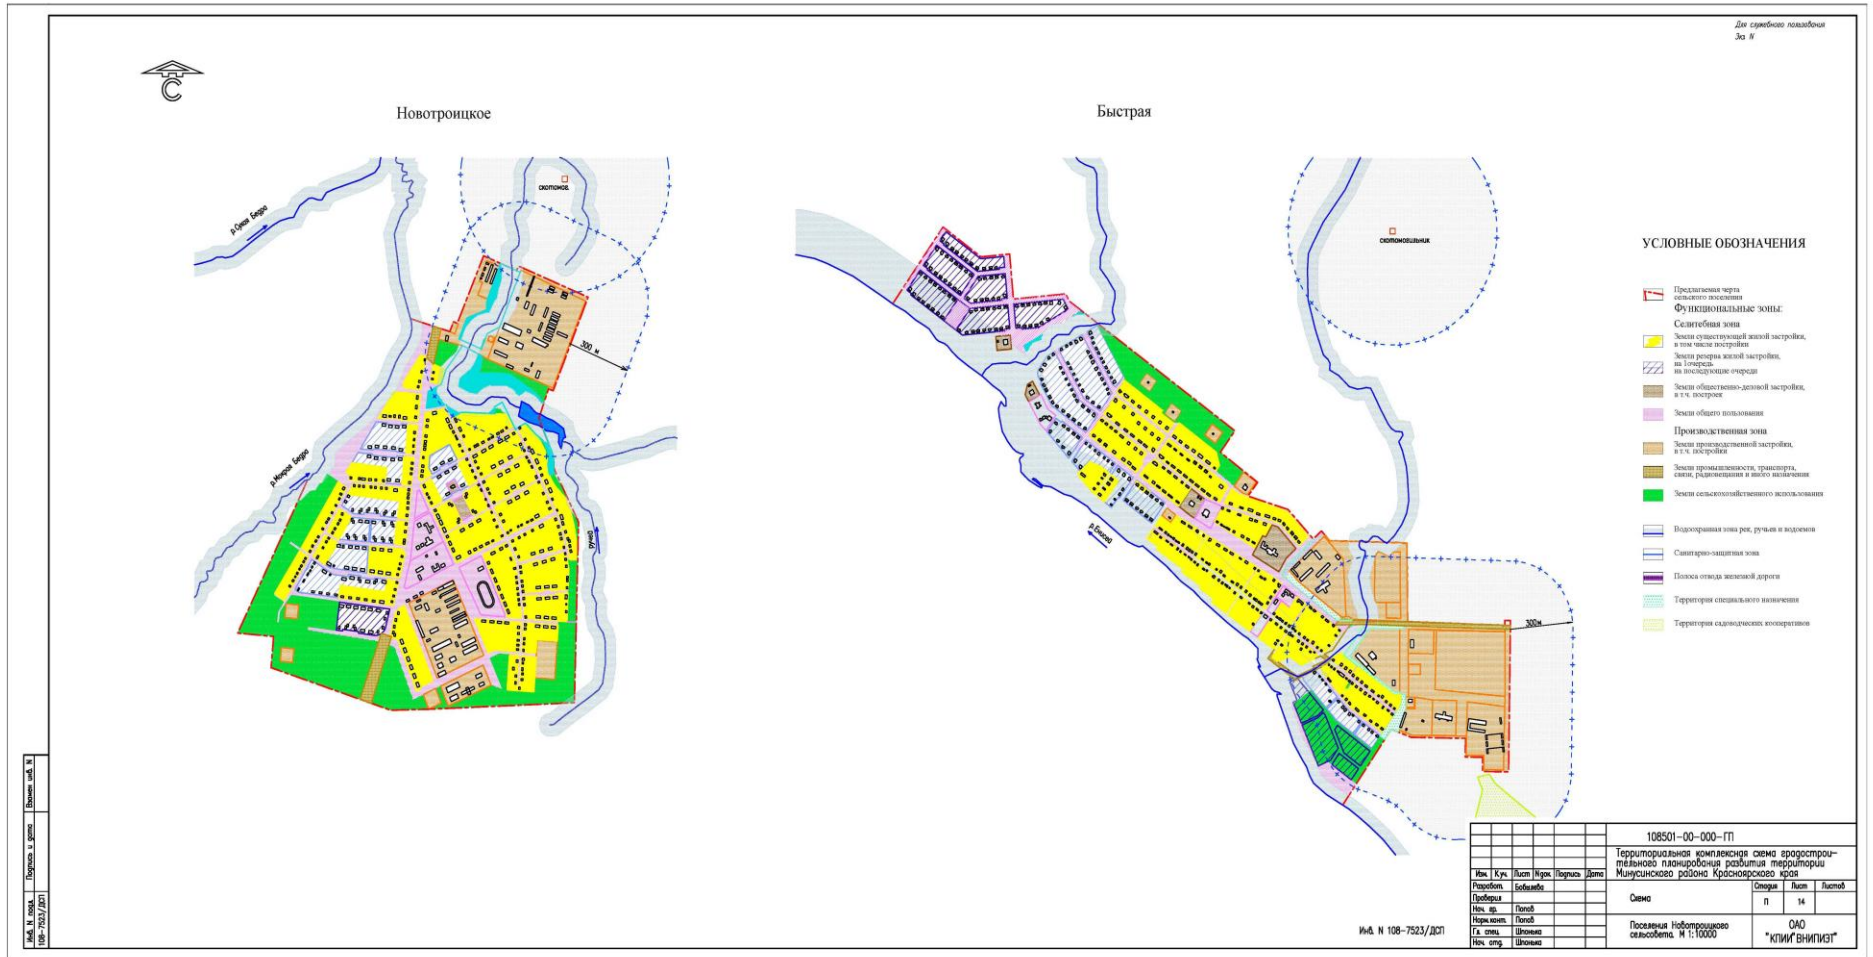 Для служебного пользования
Экз N
С
Новотроицкое
Быстрая
р.Сухая Бедра
скотомог.
300 м
р.Мокрая Бедра
ручей
скотомогильник
р.Енисей
300м
УСЛОВНЫЕ ОБОЗНАЧЕНИЯ
Предлагаемая черта
сельского поселения
Функциональные зоны:
Селитебная зона
Земли существующей жилой застройки,
в том числе постройки
Земли резерва жилой застройки,
на 1очередь
на последующие очереди
Земли общественно-деловой застройки,
в т.ч. построек
Земли общего пользования
Производственная зона
Земли производственной застройки,
в т.ч. постройки
Земли промышленности, транспорта,
связи, радиовещания и иного назначения
Земли сельскохозяйственного использования
Водоохранная зона рек, ручьев и водоемов
Санитарно-защитная зона
Полоса отвода железной дороги
Территория специального назначения
Территория садоводческих кооперативов
108501-00-000-ГП
Территориальная комплексная схема градострои-
тельного планирования развития территории
Минусинского района Красноярского края
Изм. Куч. Лист Nдок Подпись Дата
Разработ.
Проверил
Нач. гр. Попов
Норм.конт. Попов
Гл. спец. Шпонька
Нач. отд. Шпонька
Схема
Стадия Лист Листов
П 14
Поселения Новотроицкого
сельсовета. М 1:10000
ОАО
"КПИИ"ВНИПИЭТ"
Инв. N 108-7523/ДСП
Взамен инв. N
Подпись и дата
Инв. N подл.
108-7523/ДСП